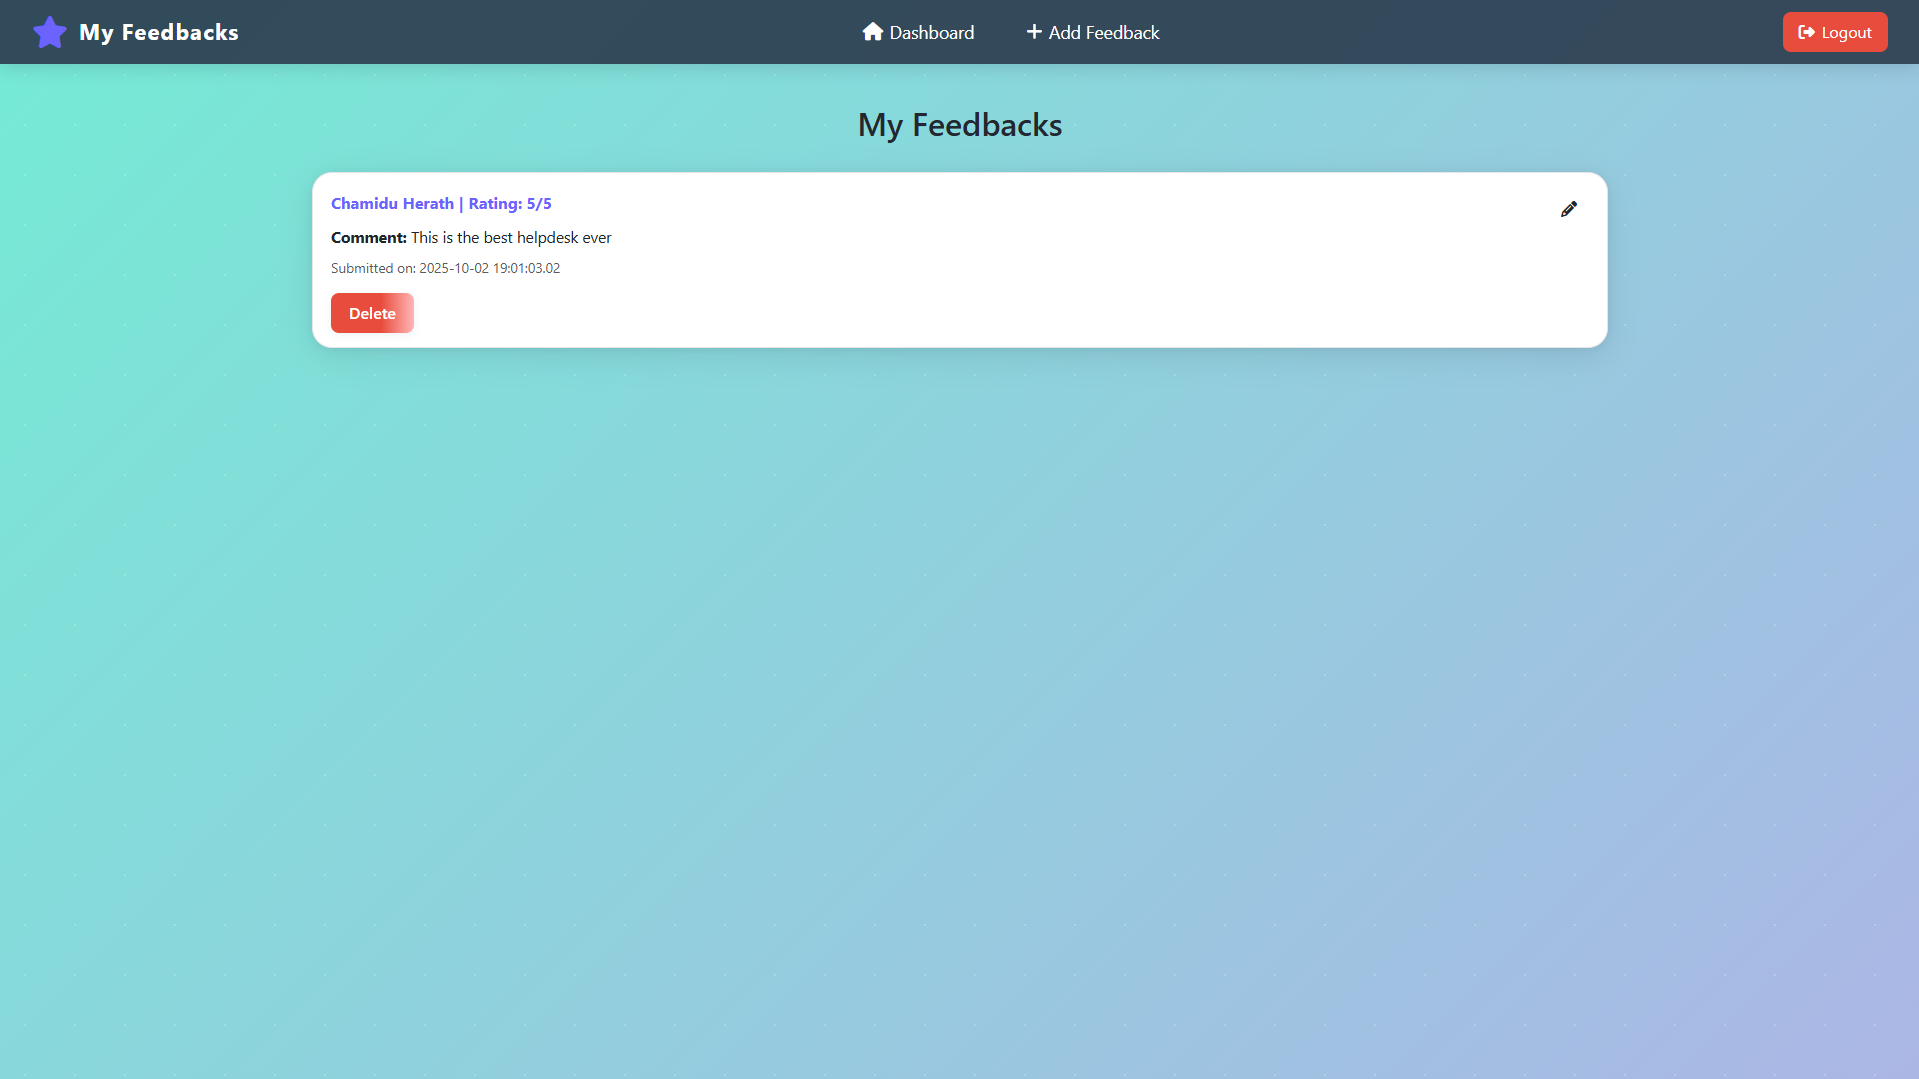 My Feedbacks
Dashboard
Add Feedback
Logout
My Feedbacks
Chamidu Herath | Rating: 5/5
Comment: This is the best helpdesk ever
Submitted on: 2025-10-02 19:01:03.02
Delete